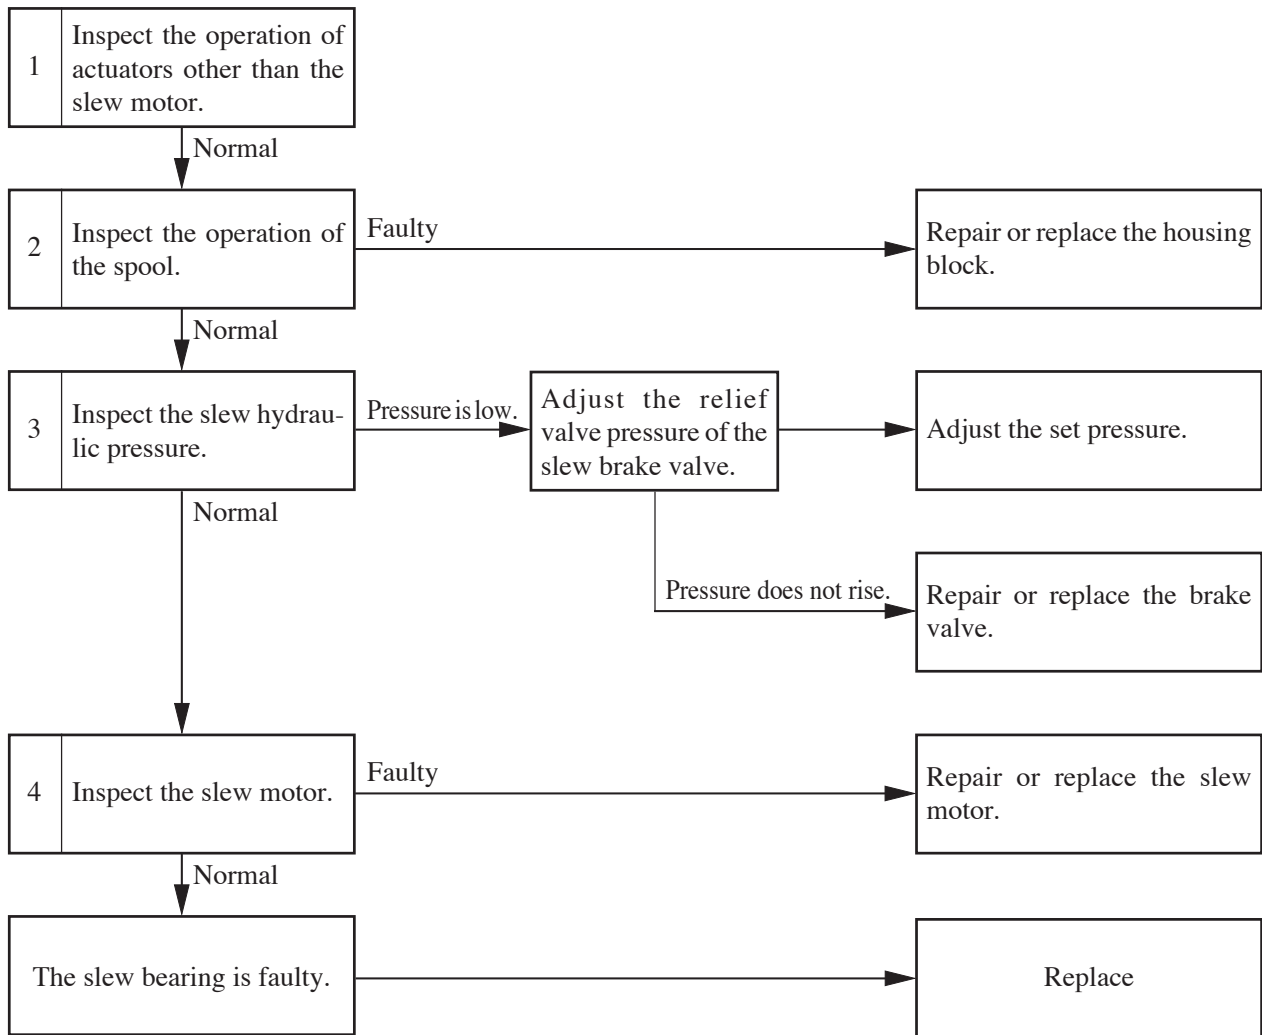 1
Inspect the operation of
actuators other than the
slew motor.
Normal
2
Inspect the operation of
the spool.
Faulty
Repair or replace the housing
block.
Normal
3
Inspect the slew hydrau-
lic pressure.
Pressure is low.
Adjust the relief
valve pressure of the
slew brake valve.
Adjust the set pressure.
Normal
Pressure does not rise.
Repair or replace the brake
valve.
4
Inspect the slew motor.
Faulty
Repair or replace the slew
motor.
Normal
The slew bearing is faulty.
Replace